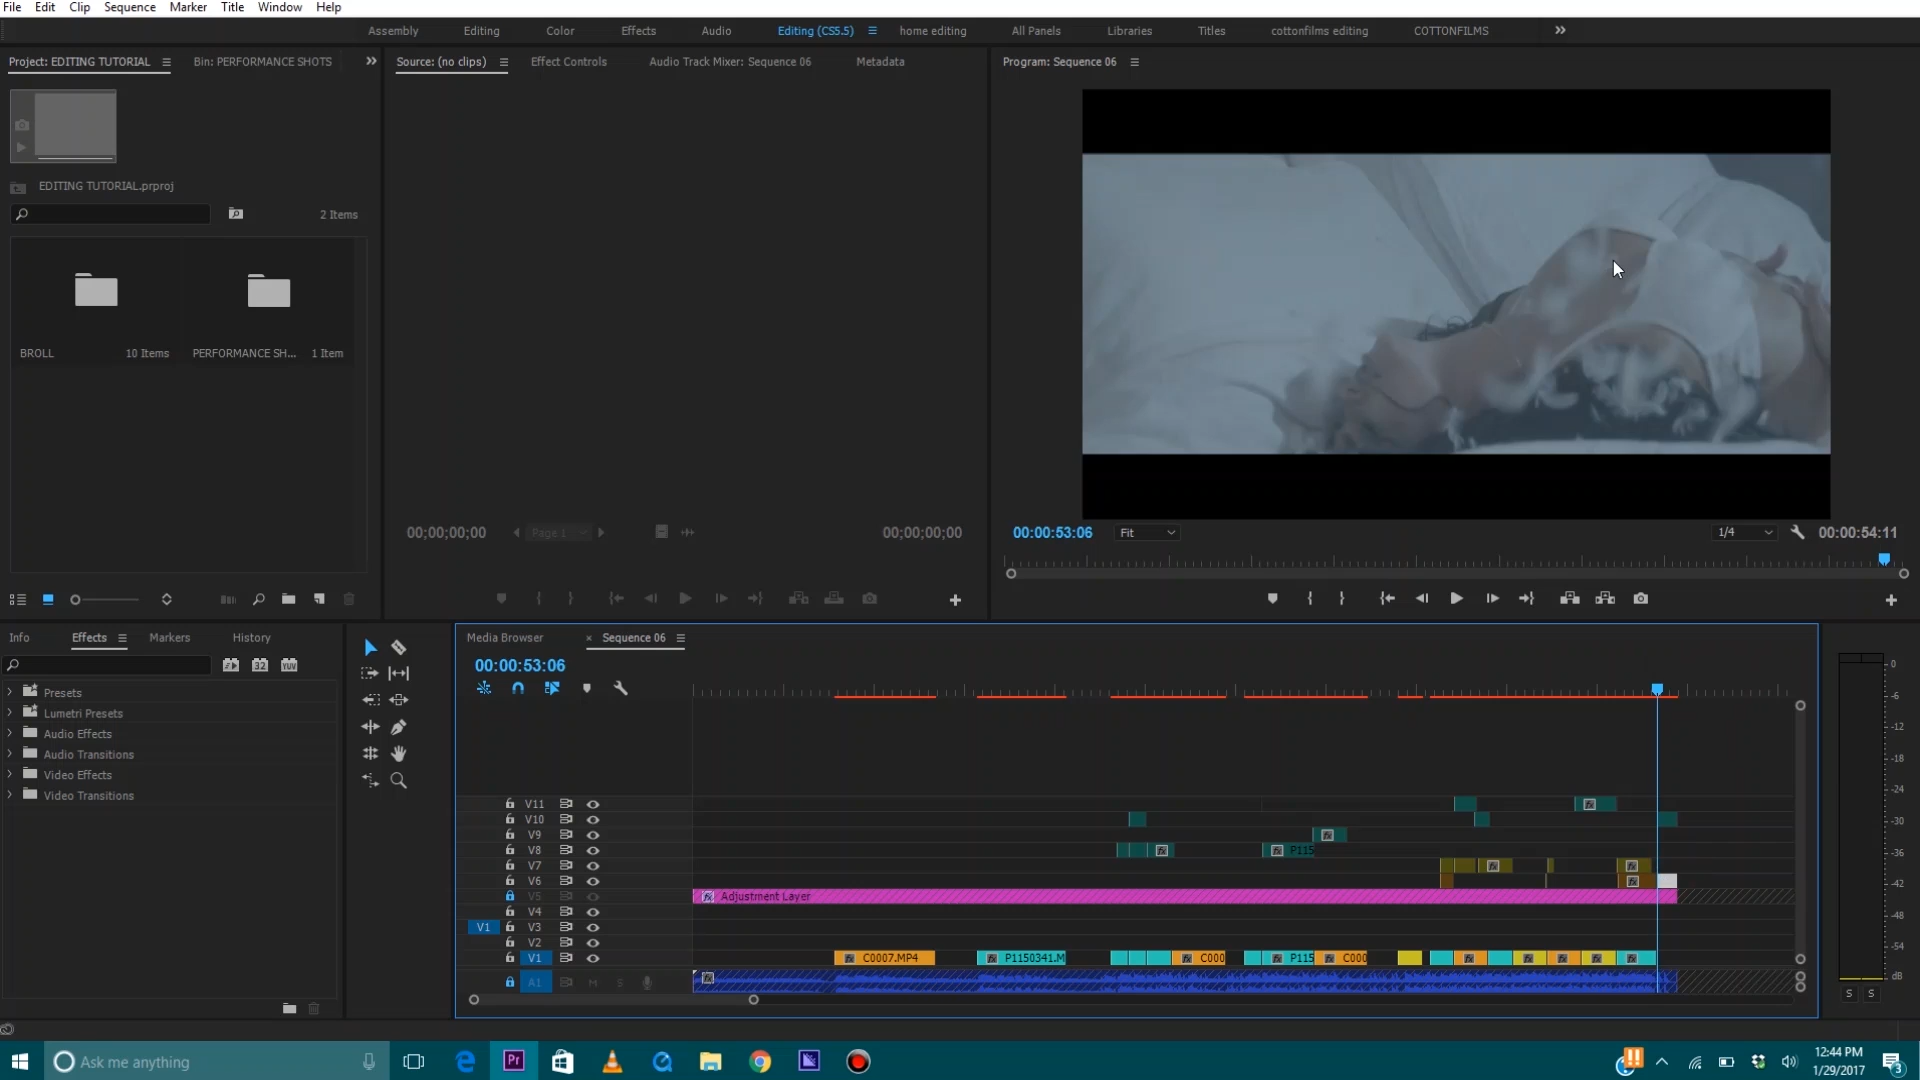 File Edit Clip Sequence Marker Title Window Help
Assembly Editing Color Effects Audio Editing (CS5.5) home editing All Panels Libraries Titles cottonfilms editing COTTONFILMS
Project: EDITING TUTORIAL Bin: PERFORMANCE SHOTS
Source: (no clips) Effect Controls Audio Track Mixer: Sequence 06 Metadata
Program: Sequence 06
EDITING TUTORIAL.prproj
2 Items
BROLL 10 Items PERFORMANCE SH... 1 Item
00;00;00;00 Page 1 00;00;00;00
00:00:53:06 Fit 1/4 00:00:54:11
Info Effects Markers History
Presets
Lumetri Presets
Audio Effects
Audio Transitions
Video Effects
Video Transitions
Media Browser × Sequence 06
00:00:53:06
V11
V10
V9
V8 P115
V7
V6
V5 Adjustment Layer
V4
V1 V3
V2
V1 C0007.MP4 P1150341.M C000 P115 C000
A1 M S
0
-6
-12
-18
-24
-30
-36
-42
-48
-54
dB
S S
Ask me anything
Pr
12:44 PM
1/29/2017
3